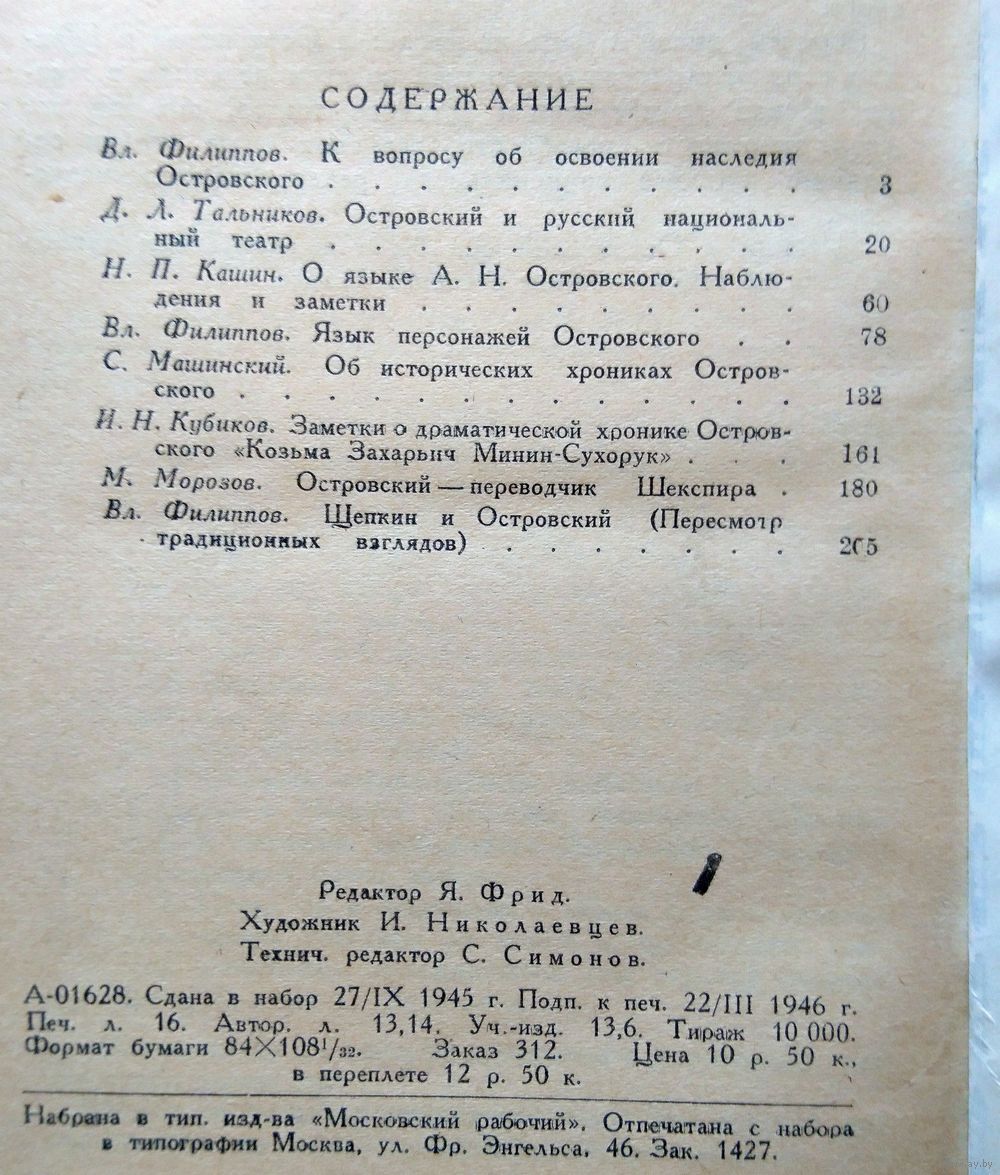 СОДЕРЖАНИЕ
Вл. Филиппов. К вопросу об освоении наследия
Островского . . . . . . . . . . . 3
Д. Л. Тальников. Островский и русский националь-
ный театр . . . . . . . . . . . 20
Н. П. Кашин. О языке А. Н. Островского. Наблю-
дения и заметки . . . . . . . . . 60
Вл. Филиппов. Язык персонажей Островского . . 78
С. Машинский. Об исторических хрониках Остров-
ского . . . . . . . . . . . . . 132
И. Н. Кубиков. Заметки о драматической хронике Остров-
ского «Козьма Захарьич Минин-Сухорук» . . . 161
М. Морозов. Островский — переводчик Шекспира . 180
Вл. Филиппов. Щепкин и Островский (Пересмотр
традиционных взглядов) . . . . . . . 205
Редактор Я. Фрид.
Художник И. Николаевцев.
Технич. редактор С. Симонов.
А-01628. Сдана в набор 27/IX 1945 г. Подп. к печ. 22/III 1946 г.
Печ. л. 16. Автор. л. 13,14. Уч.-изд. 13,6. Тираж 10 000.
Формат бумаги 84×108¹/₃₂. Заказ 312. Цена 10 р. 50 к.,
в переплете 12 р. 50 к.
Набрана в тип. изд-ва «Московский рабочий». Отпечатана с набора
в типографии Москва, ул. Фр. Энгельса, 46. Зак. 1427.